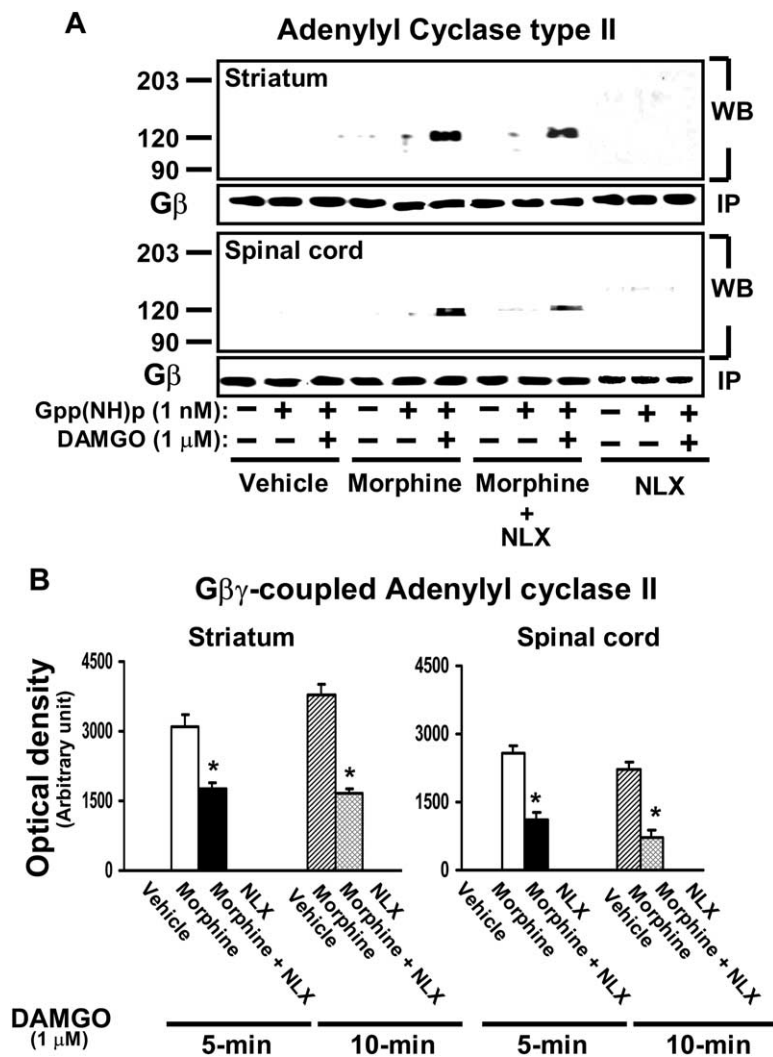 A
Adenylyl Cyclase type II
Striatum
203
120
90
WB
Gβ
IP
Spinal cord
203
120
90
WB
Gβ
IP
Gpp(NH)p (1 nM): − + + − + + − + + − + +
DAMGO (1 μM): − − + − − + − − + − − +
Vehicle Morphine Morphine + NLX NLX
B
Gβγ-coupled Adenylyl cyclase II
Striatum
Spinal cord
Optical density
(Arbitrary unit)
4500
3000
1500
0
* *
4500
3000
1500
0
* *
Vehicle
Morphine
Morphine + NLX
NLX
Vehicle
Morphine
Morphine + NLX
NLX
Vehicle
Morphine
Morphine + NLX
NLX
Vehicle
Morphine
Morphine + NLX
NLX
DAMGO
(1 μM)
5-min 10-min 5-min 10-min